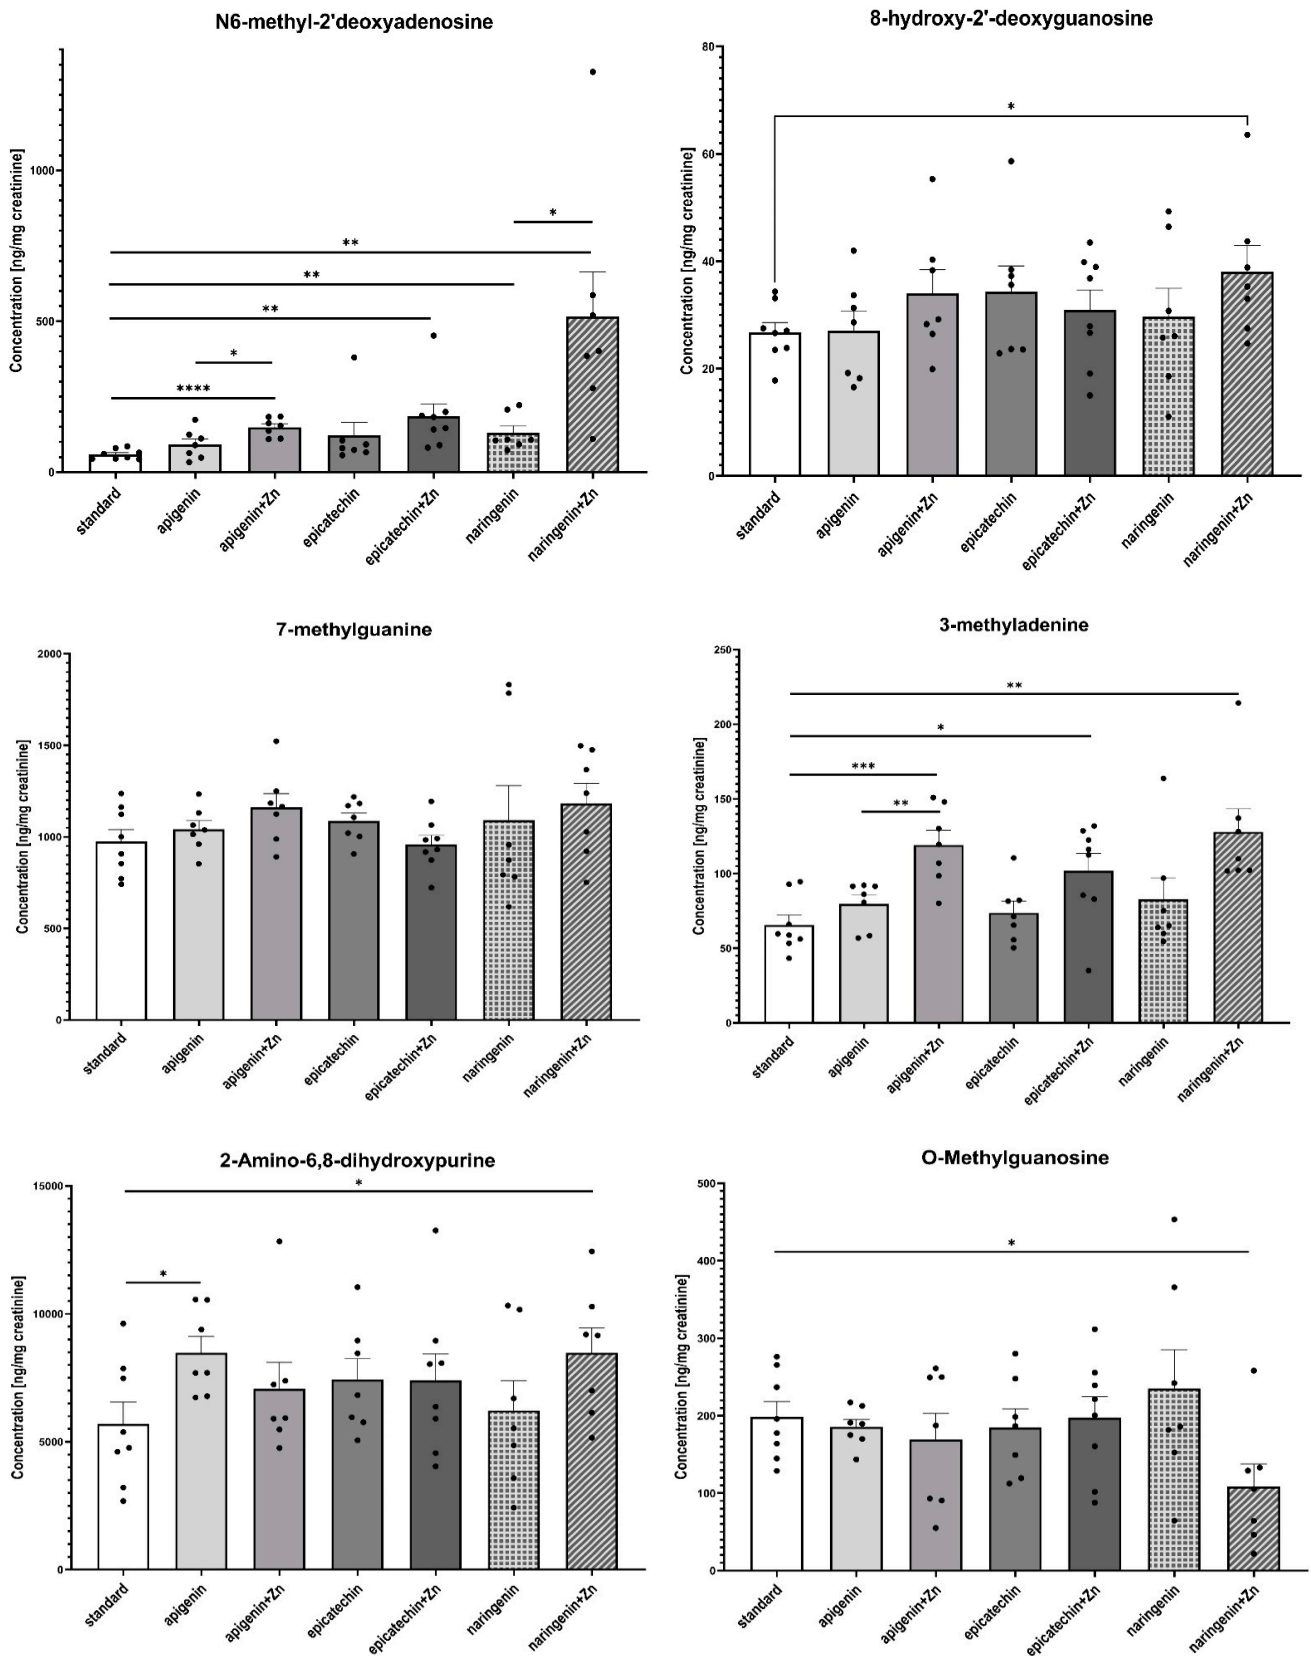 N6-methyl-2'deoxyadenosine
Concentration [ng/mg creatinine]
1000
500
0
*
**
**
**
*
****
standard
apigenin
apigenin+Zn
epicatechin
epicatechin+Zn
naringenin
naringenin+Zn
8-hydroxy-2'-deoxyguanosine
Concentration [ng/mg creatinine]
80
60
40
20
0
*
standard
apigenin
apigenin+Zn
epicatechin
epicatechin+Zn
naringenin
naringenin+Zn
7-methylguanine
Concentration [ng/mg creatinine]
2000
1500
1000
500
0
standard
apigenin
apigenin+Zn
epicatechin
epicatechin+Zn
naringenin
naringenin+Zn
3-methyladenine
Concentration [ng/mg creatinine]
250
200
150
100
50
0
**
*
***
**
standard
apigenin
apigenin+Zn
epicatechin
epicatechin+Zn
naringenin
naringenin+Zn
2-Amino-6,8-dihydroxypurine
Concentration [ng/mg creatinine]
15000
10000
5000
0
*
*
standard
apigenin
apigenin+Zn
epicatechin
epicatechin+Zn
naringenin
naringenin+Zn
O-Methylguanosine
Concentration [ng/mg creatinine]
500
400
300
200
100
0
*
standard
apigenin
apigenin+Zn
epicatechin
epicatechin+Zn
naringenin
naringenin+Zn